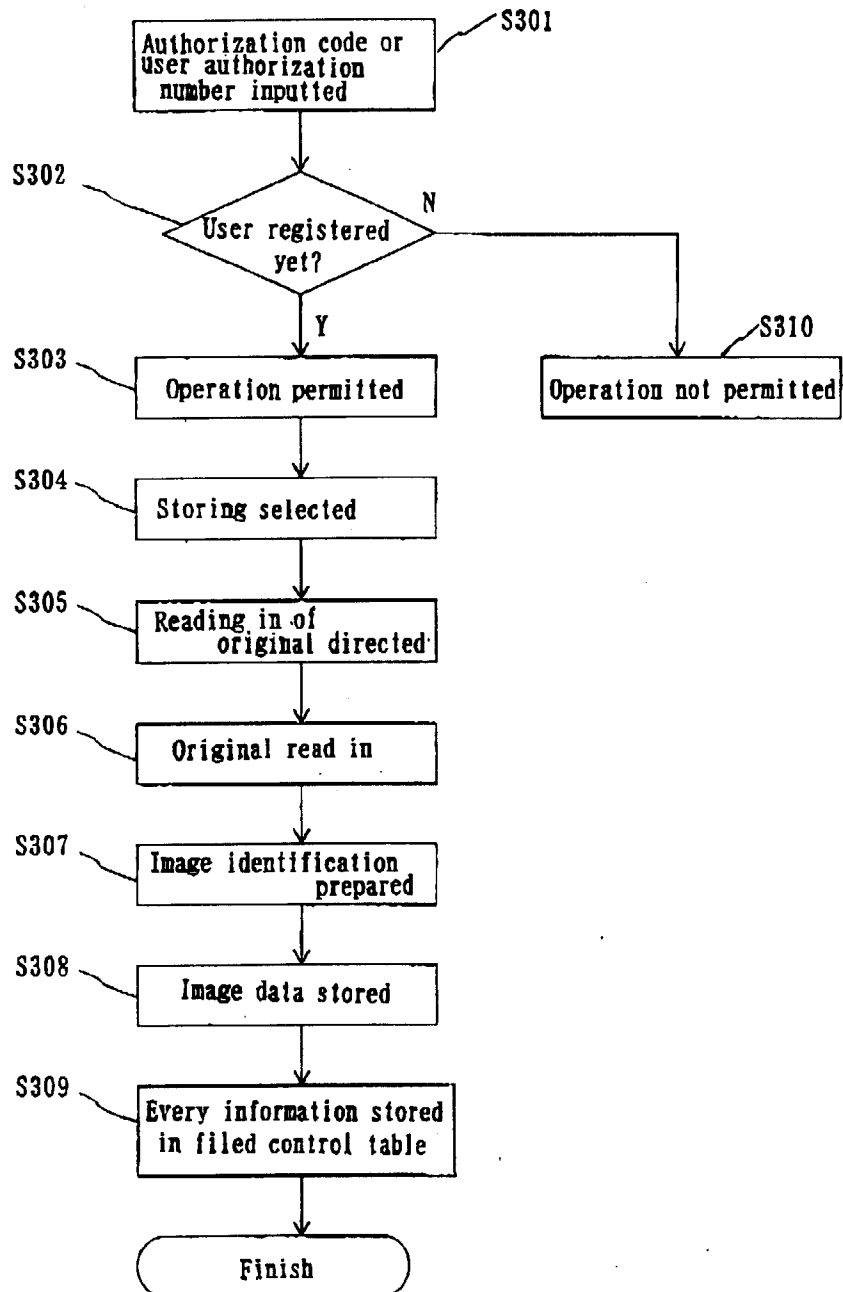 S301
Authorization code or
user authorization
number inputted
S302
User registered
yet?
N
Y
S303
Operation permitted
S310
Operation not permitted
S304
Storing selected
S305
Reading in of
original directed
S306
Original read in
S307
Image identification
prepared
S308
Image data stored
S309
Every information stored
in filed control table
Finish